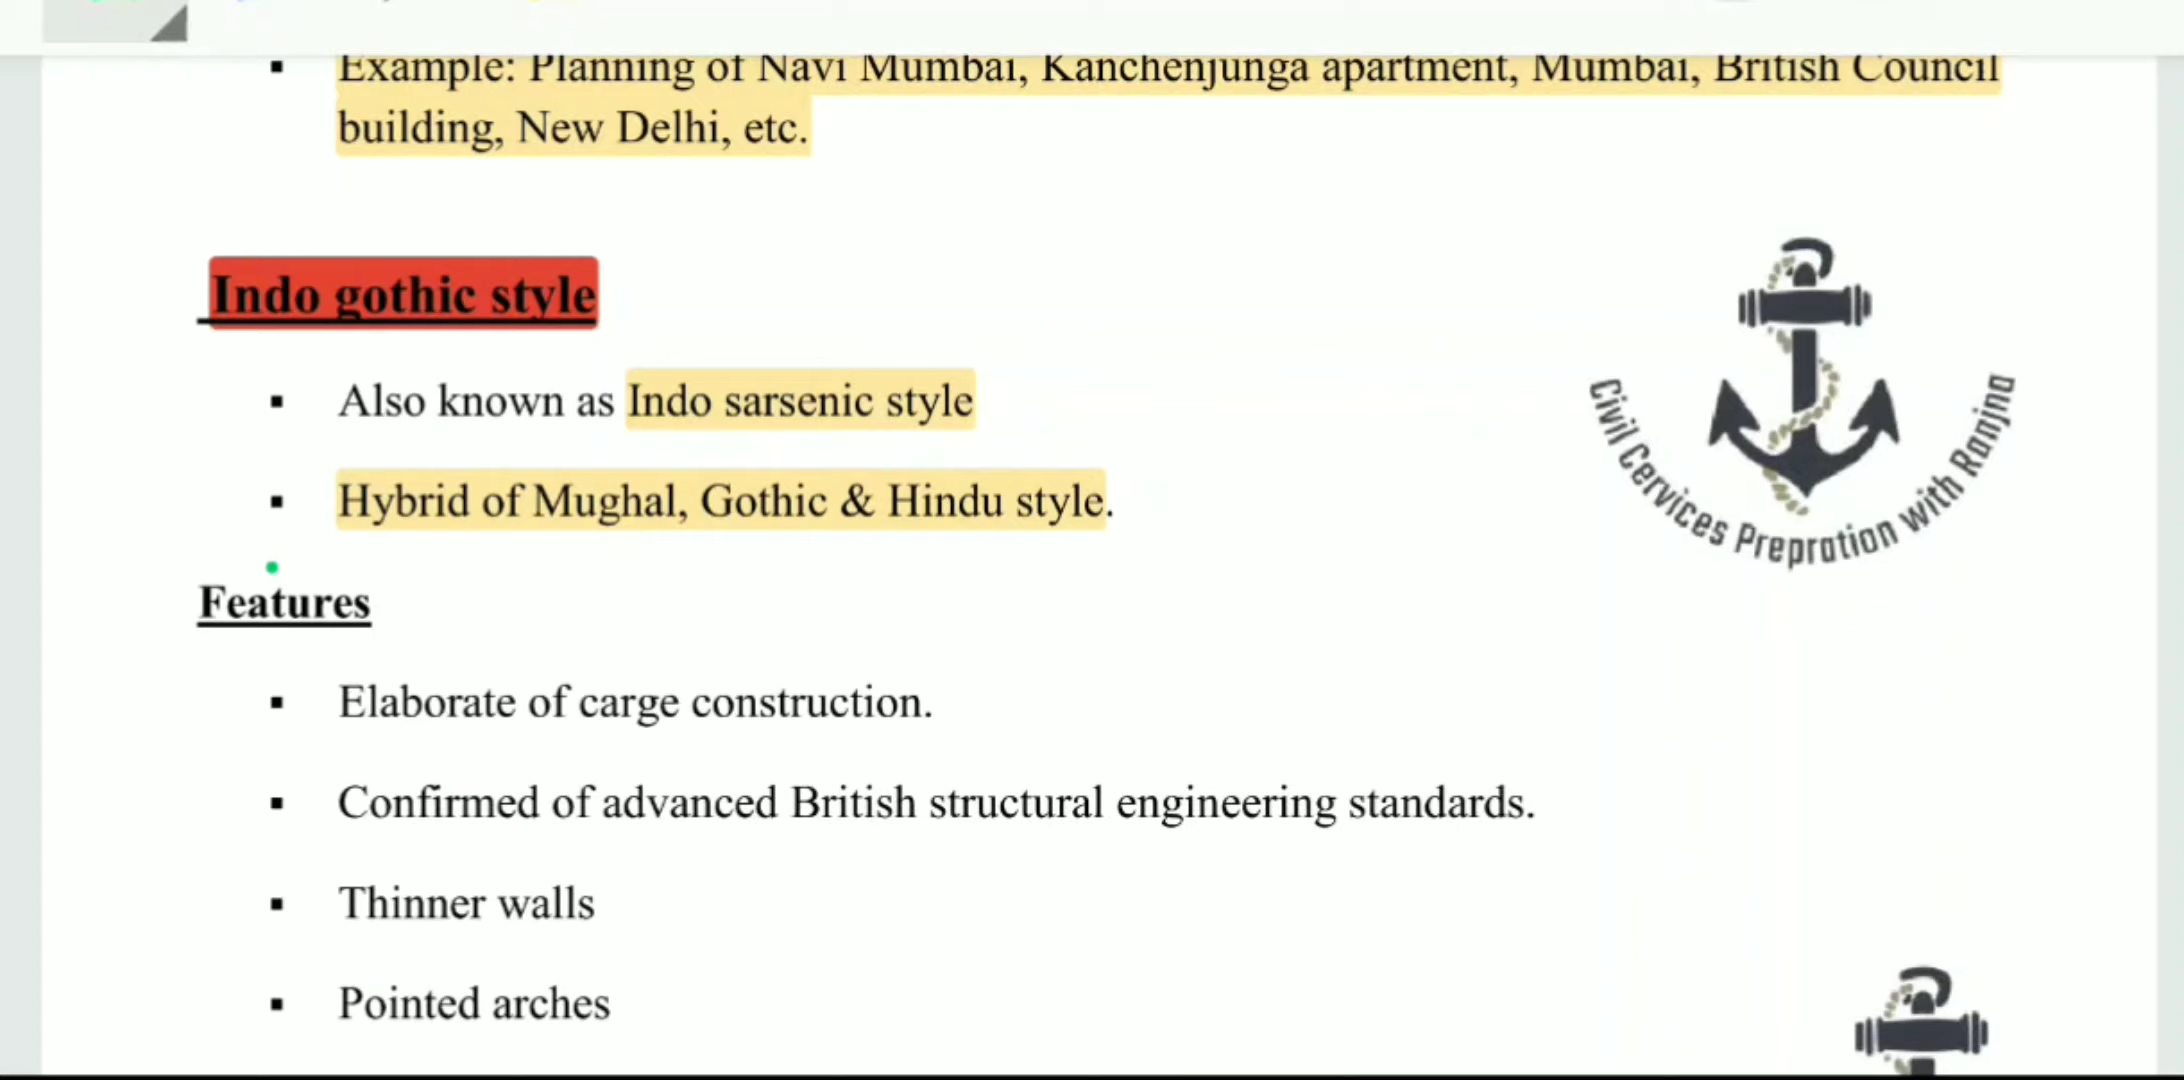 Example: Planning of Navi Mumbai, Kanchenjunga apartment, Mumbai, British Council
building, New Delhi, etc.
Indo gothic style
Also known as Indo sarsenic style
Hybrid of Mughal, Gothic & Hindu style.
Civil Cervices Prepration with Ranjna
Features
Elaborate of carge construction.
Confirmed of advanced British structural engineering standards.
Thinner walls
Pointed arches